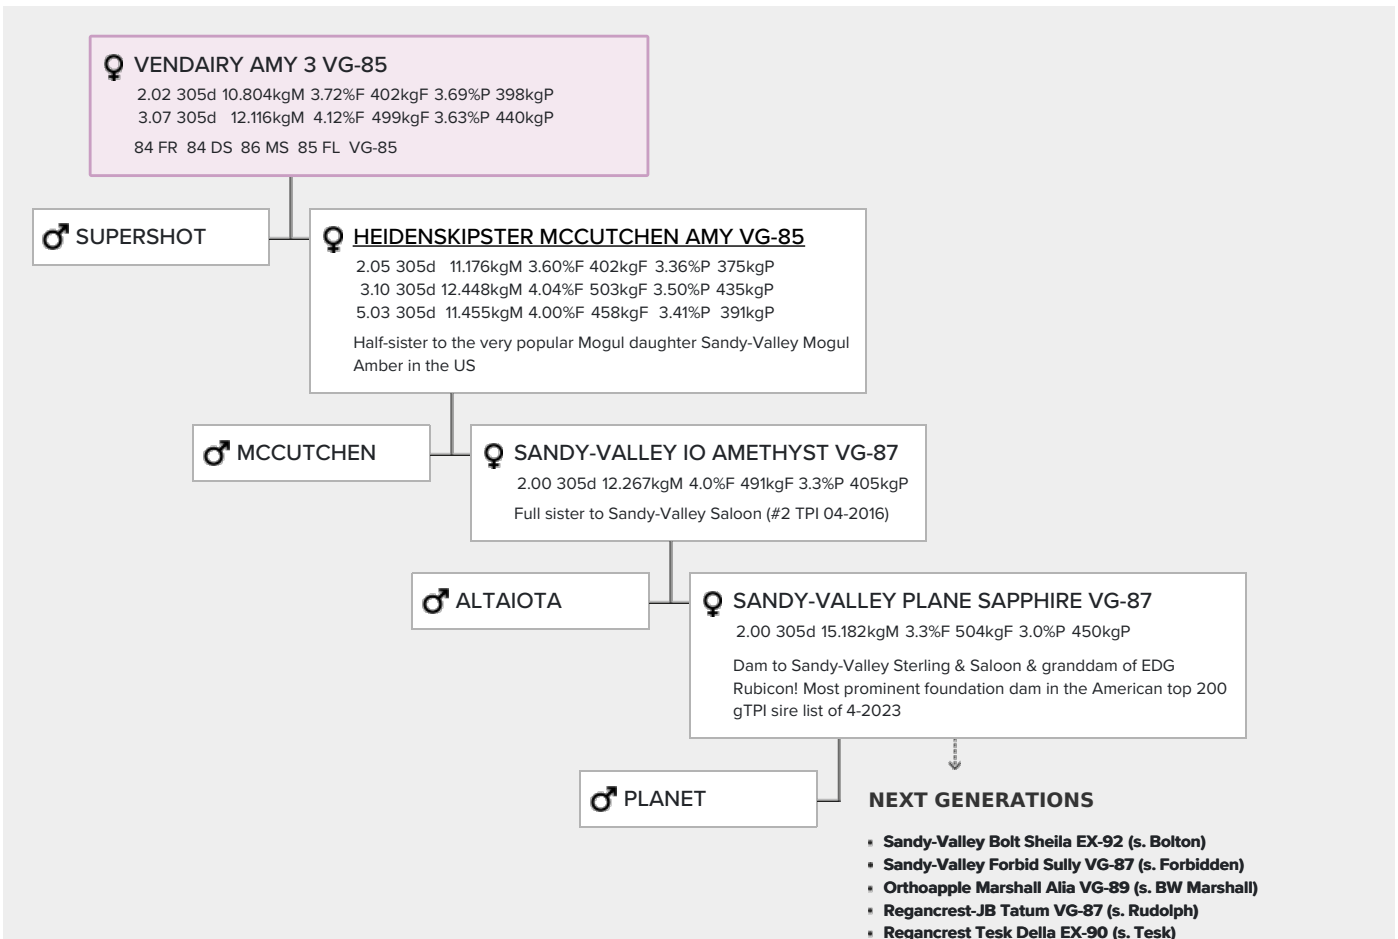 VENDAIRY AMY 3 VG-85
2.02 305d 10.804kgM 3.72%F 402kgF 3.69%P 398kgP
3.07 305d 12.116kgM 4.12%F 499kgF 3.63%P 440kgP
84 FR 84 DS 86 MS 85 FL VG-85
SUPERSHOT
HEIDENSKIPSTER MCCUTCHEN AMY VG-85
2.05 305d 11.176kgM 3.60%F 402kgF 3.36%P 375kgP
3.10 305d 12.448kgM 4.04%F 503kgF 3.50%P 435kgP
5.03 305d 11.455kgM 4.00%F 458kgF 3.41%P 391kgP
Half-sister to the very popular Mogul daughter Sandy-Valley Mogul
Amber in the US
MCCUTCHEN
SANDY-VALLEY IO AMETHYST VG-87
2.00 305d 12.267kgM 4.0%F 491kgF 3.3%P 405kgP
Full sister to Sandy-Valley Saloon (#2 TPI 04-2016)
ALTAIOTA
SANDY-VALLEY PLANE SAPPHIRE VG-87
2.00 305d 15.182kgM 3.3%F 504kgF 3.0%P 450kgP
Dam to Sandy-Valley Sterling & Saloon & granddam of EDG
Rubicon! Most prominent foundation dam in the American top 200
gTPI sire list of 4-2023
PLANET
NEXT GENERATIONS
Sandy-Valley Bolt Sheila EX-92 (s. Bolton)
Sandy-Valley Forbid Sully VG-87 (s. Forbidden)
Orthoapple Marshall Alia VG-89 (s. BW Marshall)
Regancrest-JB Tatum VG-87 (s. Rudolph)
Regancrest Tesk Della EX-90 (s. Tesk)